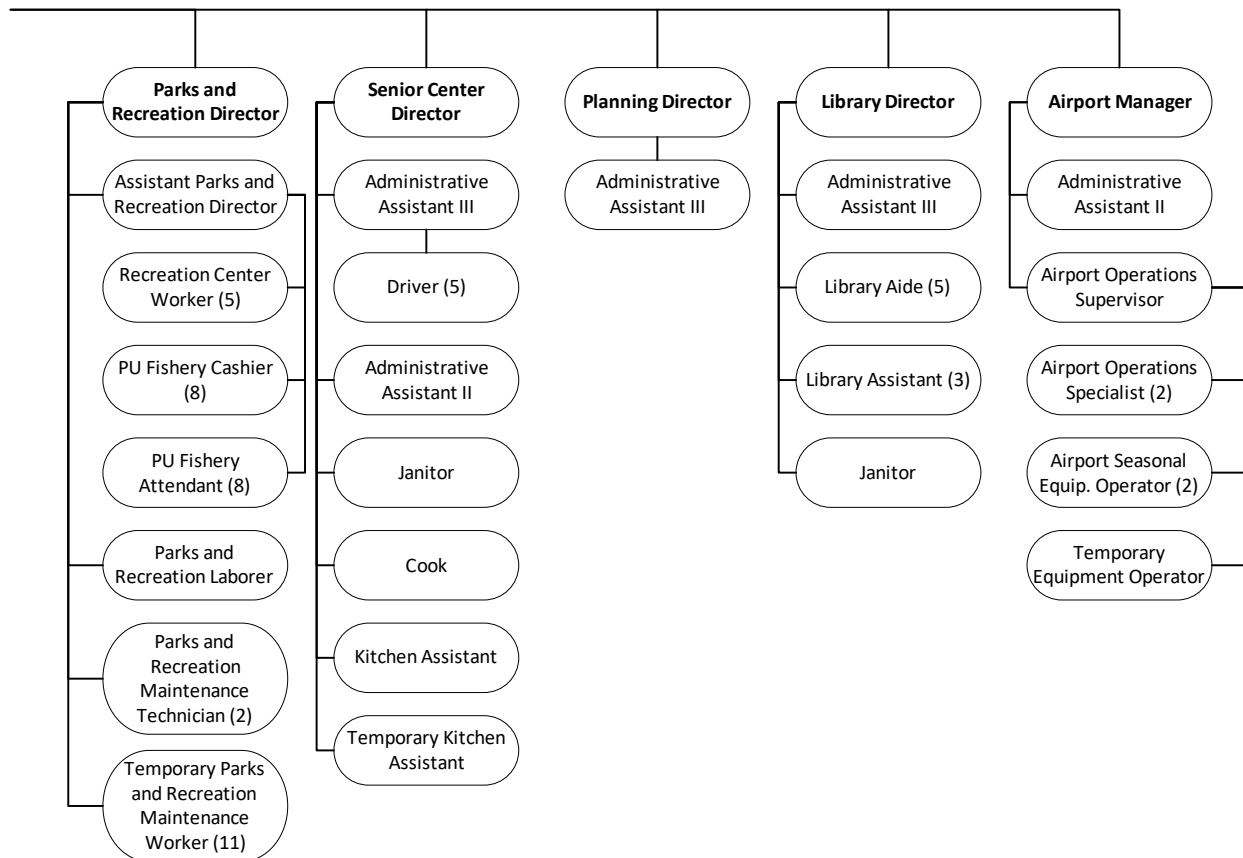 Parks and
Recreation Director
Assistant Parks and
Recreation Director
Recreation Center
Worker (5)
PU Fishery Cashier
(8)
PU Fishery
Attendant (8)
Parks and
Recreation Laborer
Parks and
Recreation
Maintenance
Technician (2)
Temporary Parks
and Recreation
Maintenance
Worker (11)
Senior Center
Director
Administrative
Assistant III
Driver (5)
Administrative
Assistant II
Janitor
Cook
Kitchen Assistant
Temporary Kitchen
Assistant
Planning Director
Administrative
Assistant III
Library Director
Administrative
Assistant III
Library Aide (5)
Library Assistant (3)
Janitor
Airport Manager
Administrative
Assistant II
Airport Operations
Supervisor
Airport Operations
Specialist (2)
Airport Seasonal
Equip. Operator (2)
Temporary
Equipment Operator